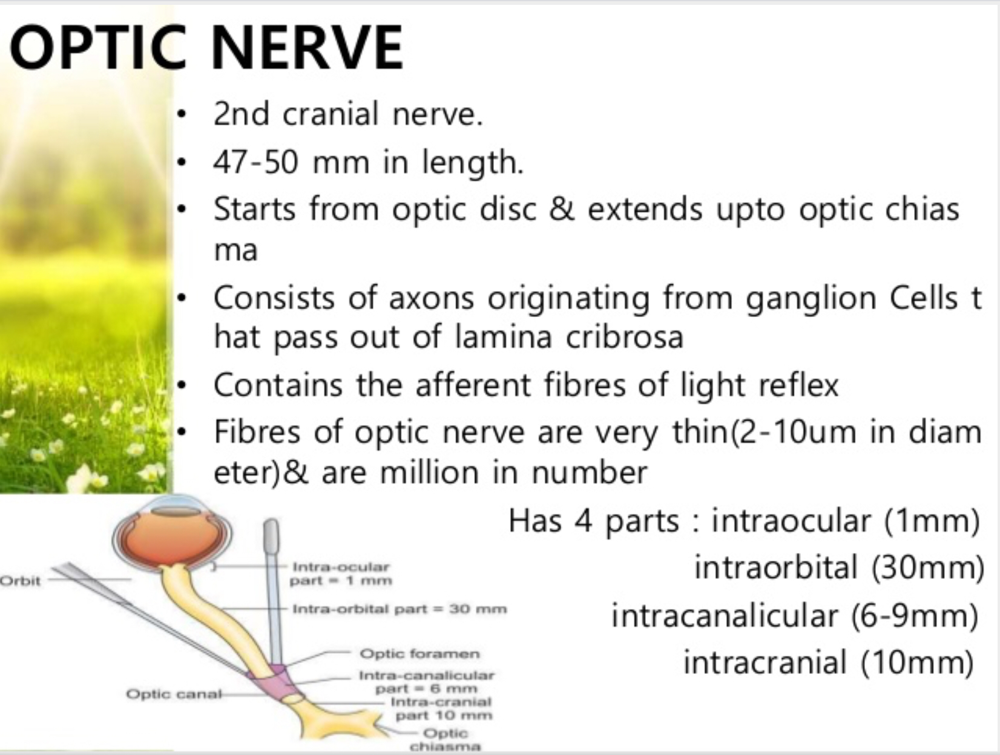 OPTIC NERVE
• 2nd cranial nerve.
• 47-50 mm in length.
• Starts from optic disc & extends upto optic chias
ma
• Consists of axons originating from ganglion Cells t
hat pass out of lamina cribrosa
• Contains the afferent fibres of light reflex
• Fibres of optic nerve are very thin(2-10um in diam
eter)& are million in number
Has 4 parts : intraocular (1mm)
intraorbital (30mm)
intracanalicular (6-9mm)
intracranial (10mm)
Orbit
Intra-ocular
part = 1 mm
Intra-orbital part = 30 mm
Optic foramen
Intra-canalicular
part = 6 mm
Optic canal
Intra-cranial
part 10 mm
Optic
chiasma